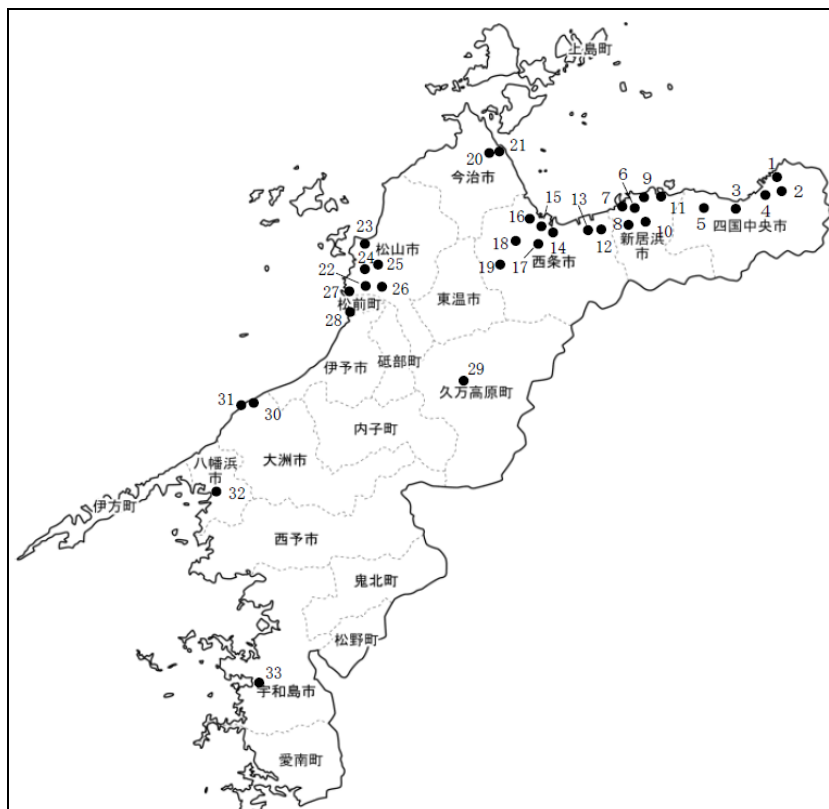 上島町
21
20
今治市
1
2
6
9
15
13
3
4
7
11
16
四国中央市
5
8
10
新居浜
市
12
14
18
西条市
17
19
23
松山市
24
25
22
26
27
松前町
東温市
28
伊予市
砥部町
29
久万高原町
31
30
内子町
大洲市
八幡浜
市
32
伊方町
西予市
鬼北町
松野町
33
宇和島市
愛南町